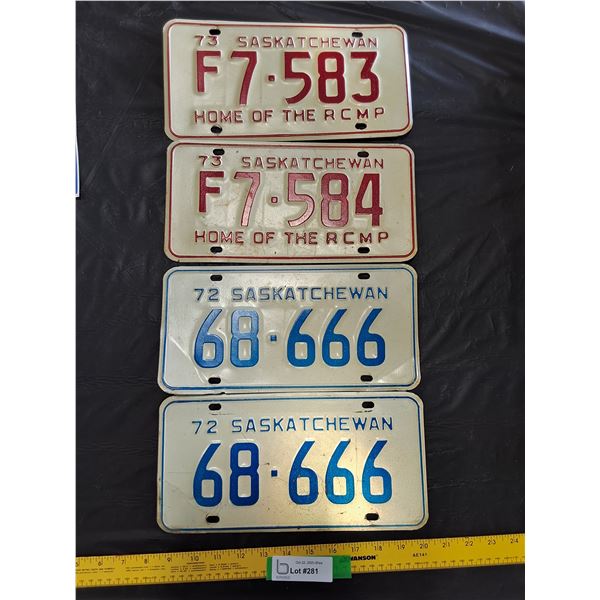 73 SASKATCHEWAN
F7·583
HOME OF THE RCMP
73 SASKATCHEWAN
F7·584
HOME OF THE RCMP
72 SASKATCHEWAN
68·666
72 SASKATCHEWAN
68·666
Lot #281